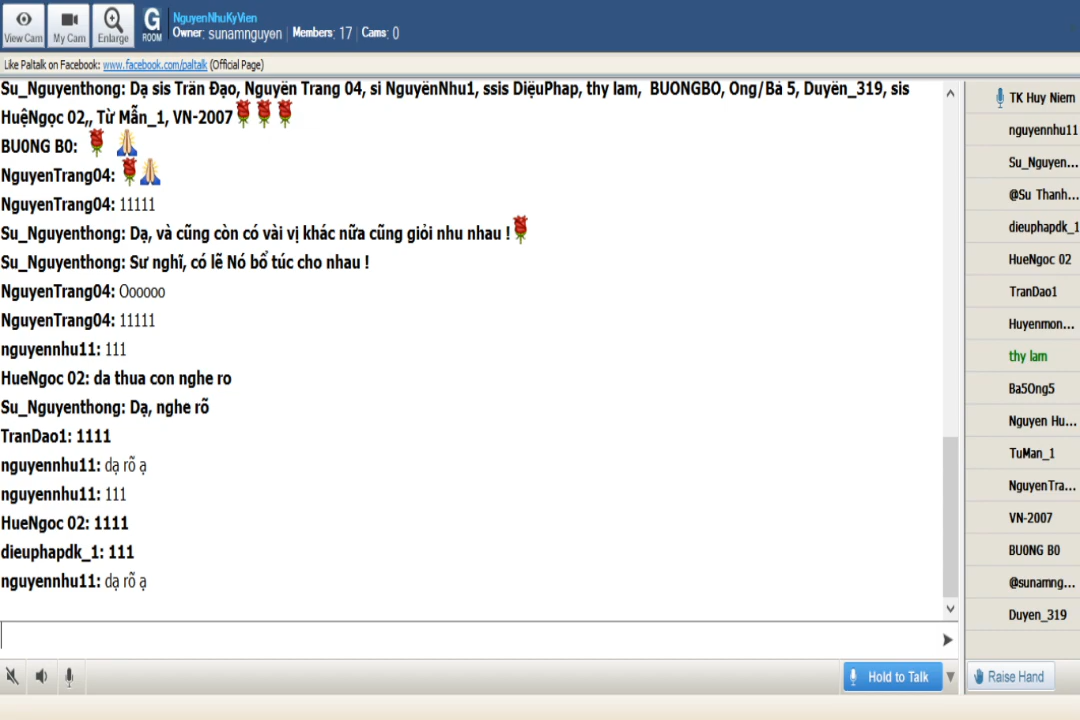 View Cam
My Cam
Enlarge
G
ROOM
NguyenNhuKyVien
Owner: sunamnguyen Members: 17 Cams: 0
Like Paltalk on Facebook: www.facebook.com/paltalk (Official Page)
Su_Nguyenthong: Dạ sis Trần Đạo, Nguyên Trang 04, si NguyênNhu1, ssis DiệuPhap, thy lam, BUONGBO, Ong/Bà 5, Duyên_319, sis
HuệNgọc 02,, Từ Mẫn_1, VN-2007
BU0NG B0:
NguyenTrang04:
NguyenTrang04: 11111
Su_Nguyenthong: Dạ, và cũng còn có vài vị khác nữa cũng giỏi nhu nhau !
Su_Nguyenthong: Sư nghĩ, có lẽ Nó bổ túc cho nhau !
NguyenTrang04: Oooooo
NguyenTrang04: 11111
nguyennhu11: 111
HueNgoc 02: da thua con nghe ro
Su_Nguyenthong: Dạ, nghe rõ
TranDao1: 1111
nguyennhu11: dạ rõ ạ
nguyennhu11: 111
HueNgoc 02: 1111
dieuphapdk_1: 111
nguyennhu11: dạ rõ ạ
Hold to Talk
TK Huy Niem
nguyennhu11
Su_Nguyen...
@Su Thanh...
dieuphapdk_1
HueNgoc 02
TranDao1
Huyenmon...
thy lam
Ba5Ong5
Nguyen Hu...
TuMan_1
NguyenTra...
VN-2007
BU0NG B0
@sunamng...
Duyen_319
Raise Hand